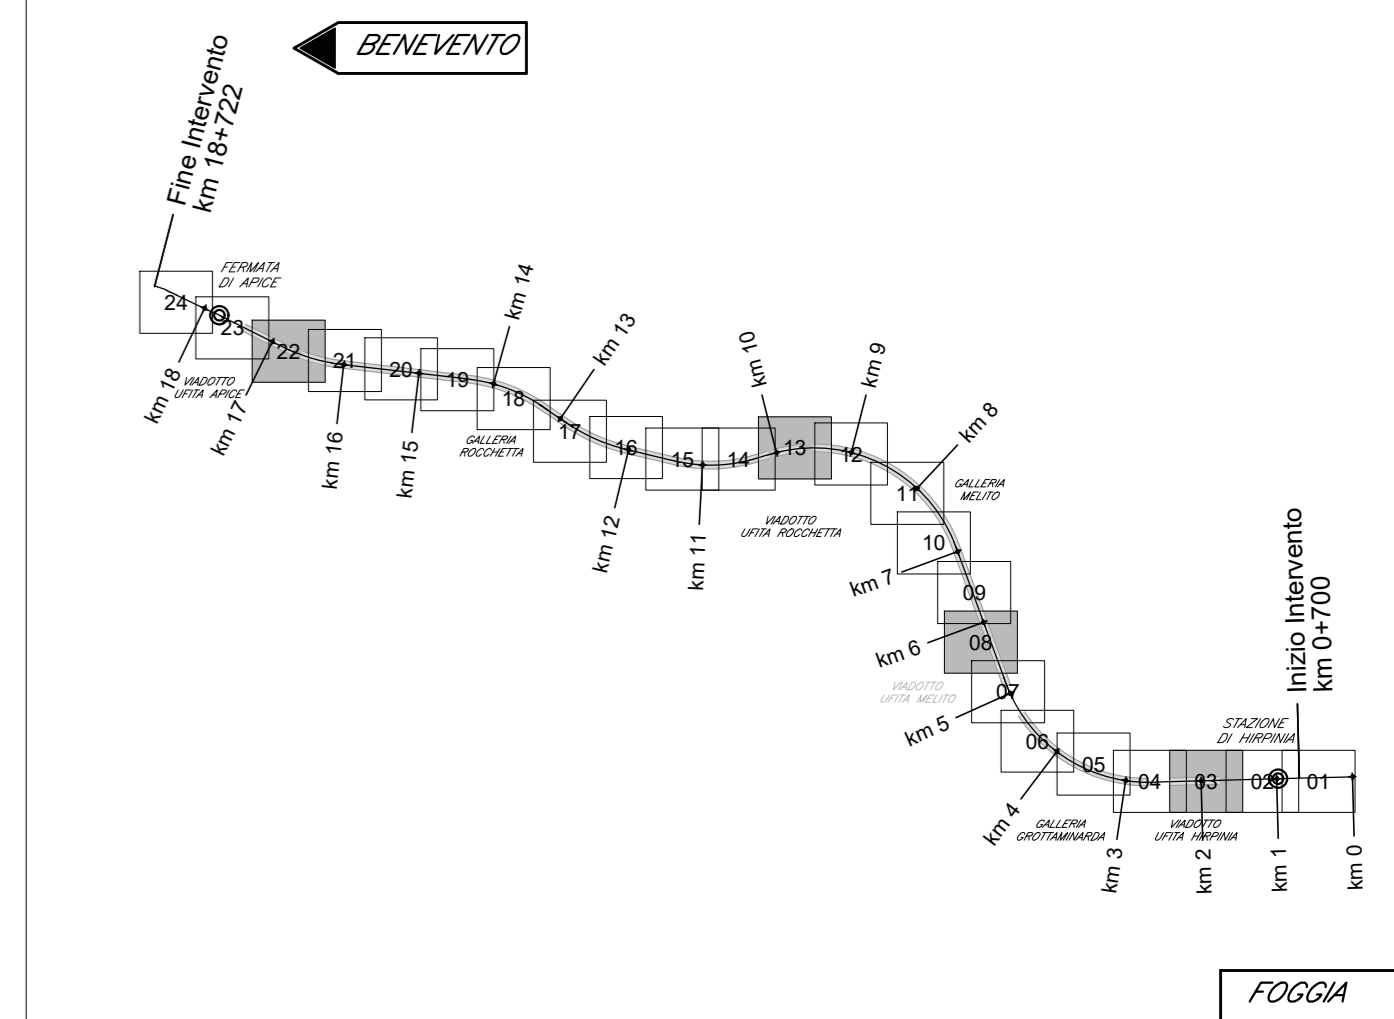 BENEVENTO
Fine Intervento
km 18+722
FERMATA
DI APICE
24
23
22
21
20
19
18
17
16
15
14
13
12
11
10
09
08
07
06
05
04
03
02
01
km 18
VIADOTTO
UFITA APICE
km 17
km 16
km 15
km 14
GALLERIA
ROCCHETTA
km 13
km 12
km 11
km 10
VIADOTTO
UFITA ROCCHETTA
km 9
km 8
GALLERIA
MELITO
km 7
km 6
VIADOTTO
UFITA MELITO
km 5
km 4
GALLERIA
GROTTAMINARDA
km 3
VIADOTTO
UFITA HIRPINIA
km 2
STAZIONE
DI HIRPINIA
km 1
Inizio Intervento
km 0+700
km 0
FOGGIA